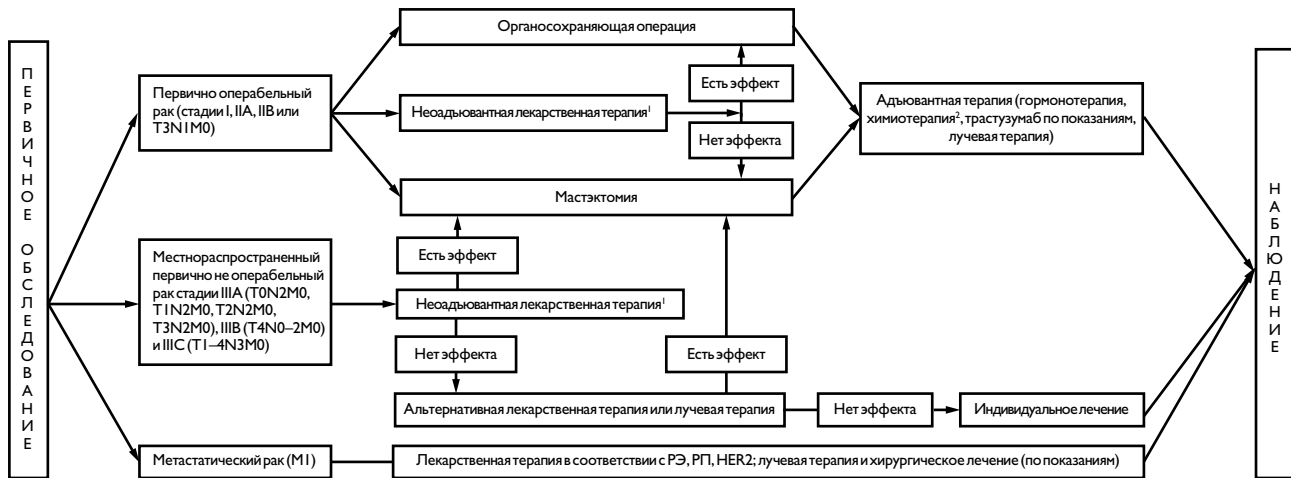 ПЕРВИЧНОЕ ОБСЛЕДОВАНИЕ
Первично операбельный
рак (стадии I, IIA, IIB или
T3N1M0)
Местнораспространенный
первично не операбельный
рак стадии IIIA (T0N2M0,
T1N2M0, T2N2M0,
T3N2M0), IIIB (T4N0–2M0)
и IIIC (T1–4N3M0)
Метастатический рак (M1)
Органосохраняющая операция
Есть эффект
Неоадъювантная лекарственная терапия¹
Нет эффекта
Мастэктомия
Есть эффект
Неоадъювантная лекарственная терапия¹
Нет эффекта
Есть эффект
Альтернативная лекарственная терапия или лучевая терапия
Нет эффекта
Индивидуальное лечение
Лекарственная терапия в соответствии с РЭ, РП, HER2; лучевая терапия и хирургическое лечение (по показаниям)
Адъювантная терапия (гормонотерапия,
химиотерапия², трастузумаб по показаниям,
лучевая терапия)
НАБЛЮДЕНИЕ